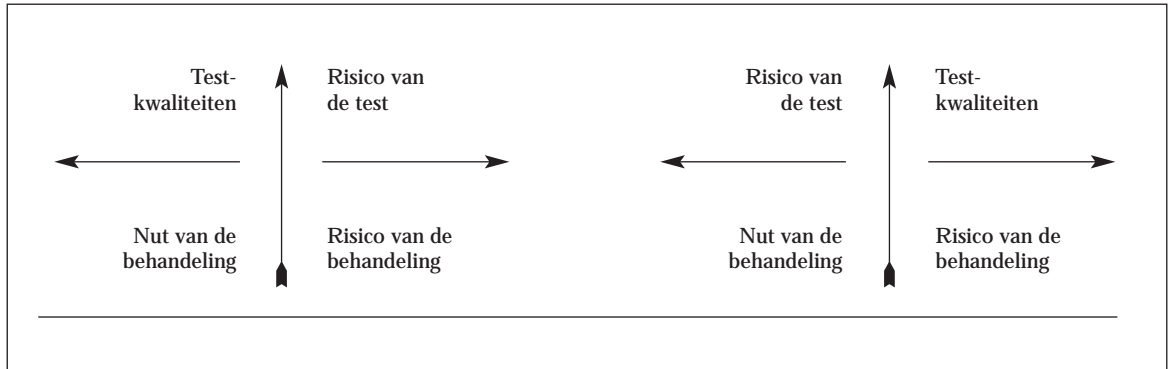 Test-
kwaliteiten
Risico van
de test
Nut van de
behandeling
Risico van de
behandeling
Risico van
de test
Test-
kwaliteiten
Nut van de
behandeling
Risico van de
behandeling